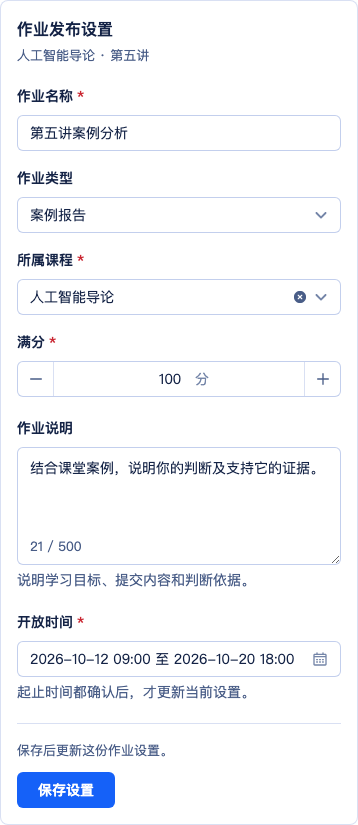 作业发布设置
人工智能导论 · 第五讲
作业名称 *
第五讲案例分析
作业类型
案例报告
所属课程 *
人工智能导论
满分 *
100 分
作业说明
结合课堂案例，说明你的判断及支持它的证据。
21 / 500
说明学习目标、提交内容和判断依据。
开放时间 *
2026-10-12 09:00 至 2026-10-20 18:00
起止时间都确认后，才更新当前设置。
保存后更新这份作业设置。
保存设置